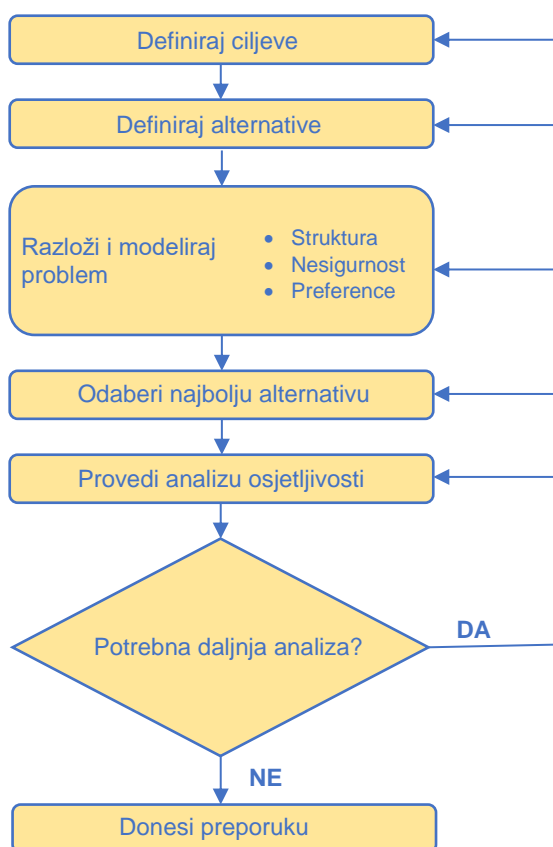 Definiraj ciljeve
Definiraj alternative
Razloži i modeliraj
problem
• Struktura
• Nesigurnost
• Preference
Odaberi najbolju alternativu
Provedi analizu osjetljivosti
Potrebna daljnja analiza?
DA
NE
Donesi preporuku